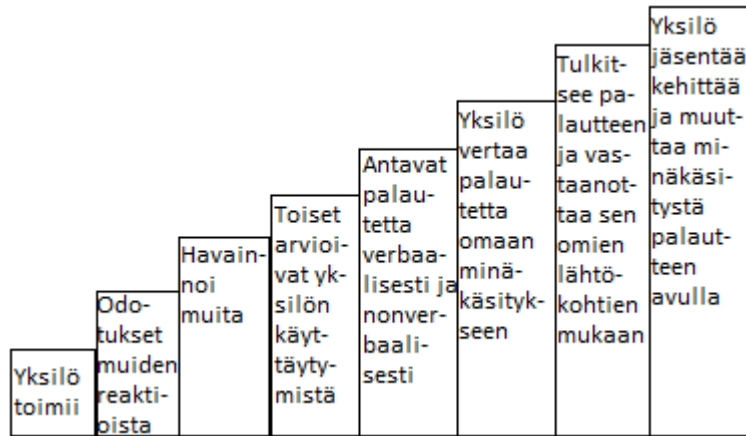 Yksilö
toimii
Odo-
tukset
muiden
reakti-
oista
Havain-
noi
muita
Toiset
arvioi-
vat yk-
silön
käyt-
täyty-
mistä
Antavat
palau-
tetta
verbaa-
lisesti ja
nonver-
baali-
sesti
Yksilö
vertaa
palau-
tetta
omaan
minä-
käsityk-
seen
Tulkit-
see pa-
lautteen
ja vas-
taanot-
taa sen
omien
lähtö-
kohtien
mukaan
Yksilö
jäsentää
kehittää
ja muut-
taa mi-
näkäsi-
tystä
palaut-
teen
avulla